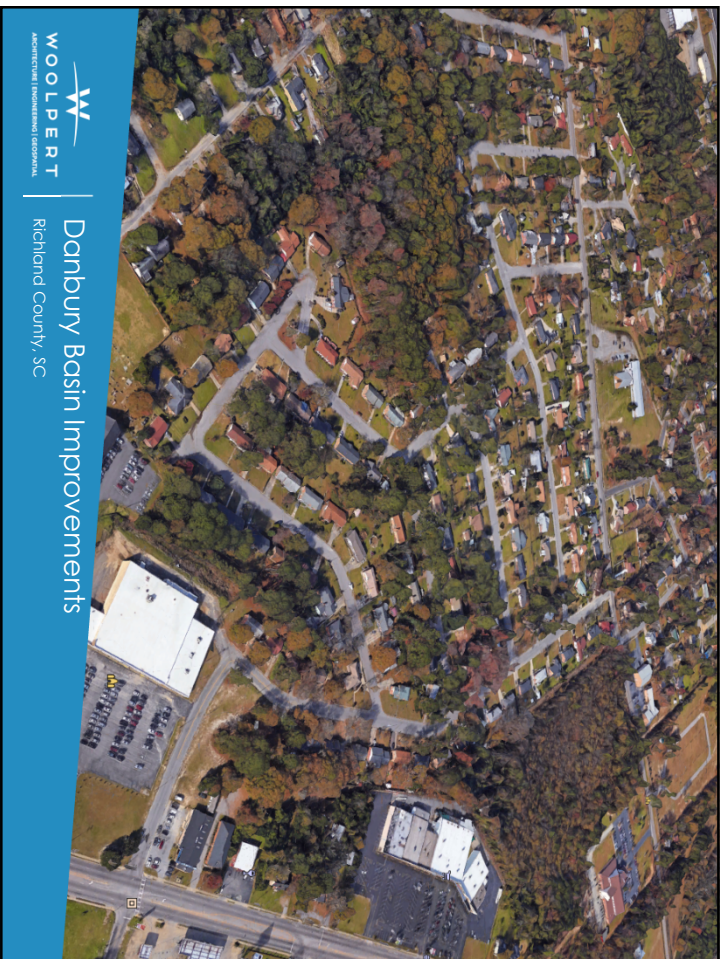 WOOLPERT
ARCHITECTURE | ENGINEERING | GEOSPATIAL
Danbury Basin Improvements
Richland County, SC